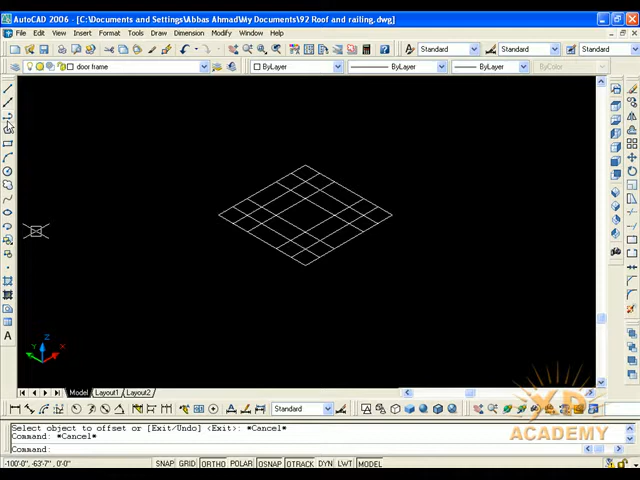 AutoCAD 2006 - [C:\Documents and Settings\Abbas Ahmad\My Documents\92 Roof and railing.dwg]
File Edit View Insert Format Tools Draw Dimension Modify Window Help
Standard Standard Standard
door frame ByLayer ByLayer ByLayer ByColor
Z
Y X
Model Layout1 Layout2
Standard
XD
ACADEMY
Select object to offset or [Exit/Undo] <Exit>: *Cancel*
Command: *Cancel*
Command:
-100'-0", -63'-7", 0'-0" SNAP GRID ORTHO POLAR OSNAP OTRACK DYN LWT MODEL